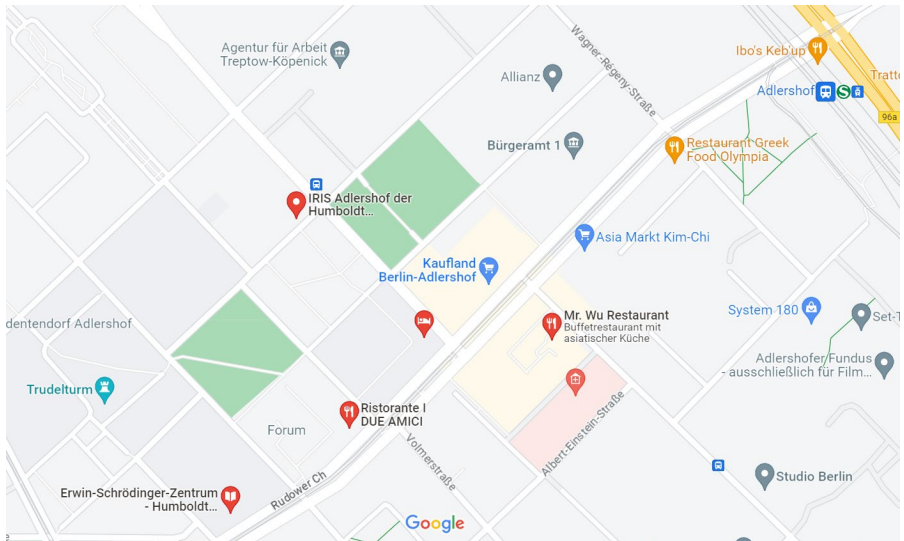 Agentur für Arbeit
Treptow-Köpenick
Wagner-Régeny-Straße
Ibo's Keb'up
Allianz
Adlershof
S
Tratto
96a
Bürgeramt 1
Restaurant Greek
Food Olympia
IRIS Adlershof der
Humboldt...
Asia Markt Kim-Chi
Kaufland
Berlin-Adlershof
System 180
Mr. Wu Restaurant
Buffetrestaurant mit
asiatischer Küche
Set-T
dentendorf Adlershof
Adlershofer Fundus
- ausschließlich für Film...
Trudelturm
Ristorante I
DUE AMICI
Forum
Albert-Einstein-Straße
Volmerstraße
Rudower Ch
Studio Berlin
Erwin-Schrödinger-Zentrum
- Humboldt...
Google